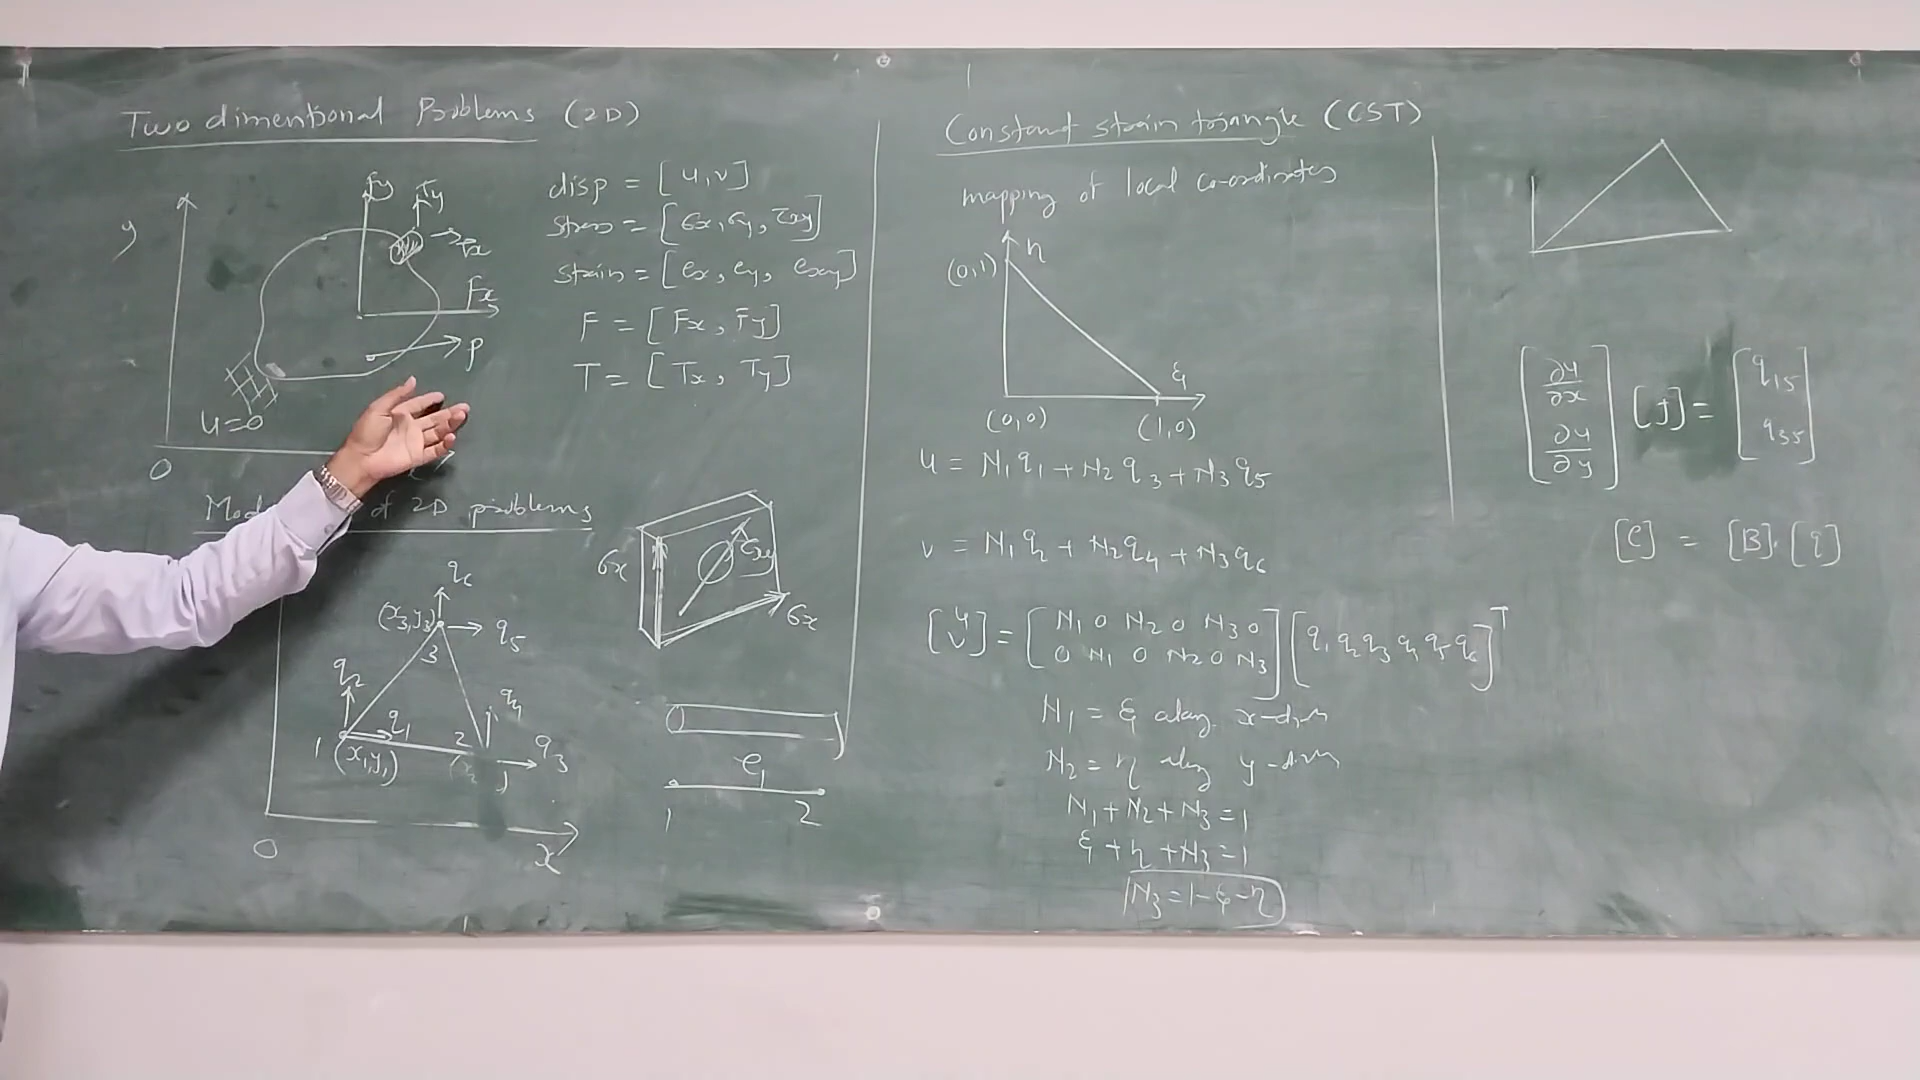 Two dimentional Problems (2D)
y
Fy
Ty
Tx
Fx
P
u=0
0
disp = [u,v]
stress = [σx, σy, τxy]
strain = [ex, ey, exy]
F = [Fx, Fy]
T = [Tx, Ty]
of 2D problems
q6
(x3,y3)
q5
3
q2
q1
q4
1
(x1,y1)
2
q3
0
x
σx
τxy
σx
e1
1 2
Constant strain triangle (CST)
mapping of local co-ordinates
η
(0,1)
ξ
(0,0)
(1,0)
u = N1q1 + N2q3 + N3q5
v = N1q2 + N2q4 + N3q6
[u v] = [N1 0 N2 0 N3 0
0 N1 0 N2 0 N3] [q1 q2 q3 q4 q5 q6]T
N1 = ξ along x-dirn
N2 = η along y-dirn
N1 + N2 + N3 = 1
ξ + η + N3 = 1
N3 = 1-ξ-η
[∂u/∂x
∂u/∂y] [J] = [q15
q35]
[e] = [B].[q]